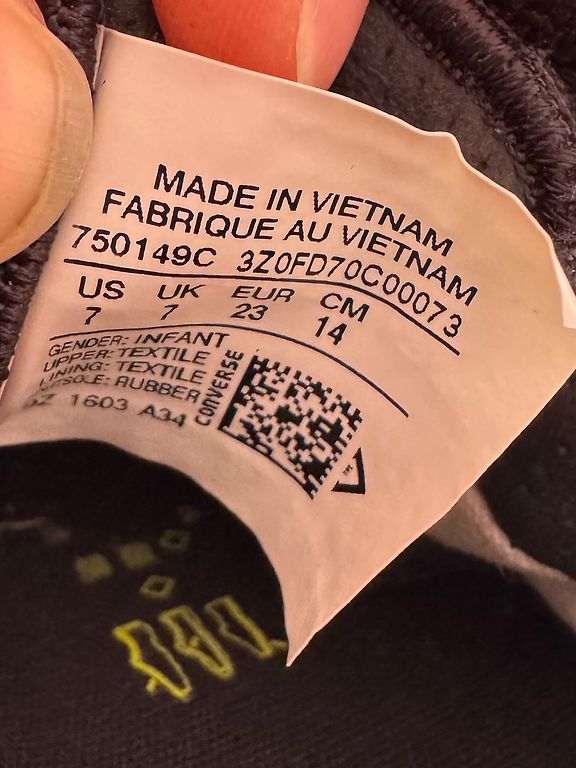 MADE IN VIETNAM
FABRIQUE AU VIETNAM
750149C 3Z0FD70C00073
US UK EUR CM
7 7 23 14
GENDER: INFANT
UPPER: TEXTILE
LINING: TEXTILE
RUBBER
1603 A34
CONVERSE